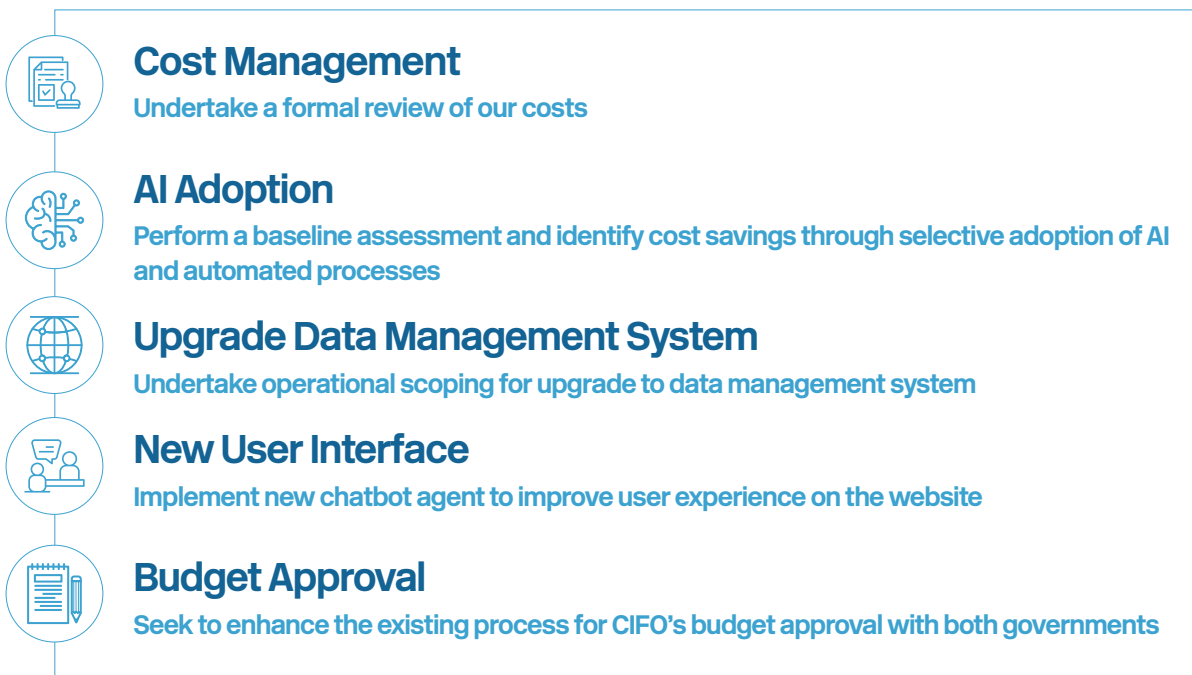 Cost Management
Undertake a formal review of our costs
AI Adoption
Perform a baseline assessment and identify cost savings through selective adoption of AI
and automated processes
Upgrade Data Management System
Undertake operational scoping for upgrade to data management system
New User Interface
Implement new chatbot agent to improve user experience on the website
Budget Approval
Seek to enhance the existing process for CIFO’s budget approval with both governments